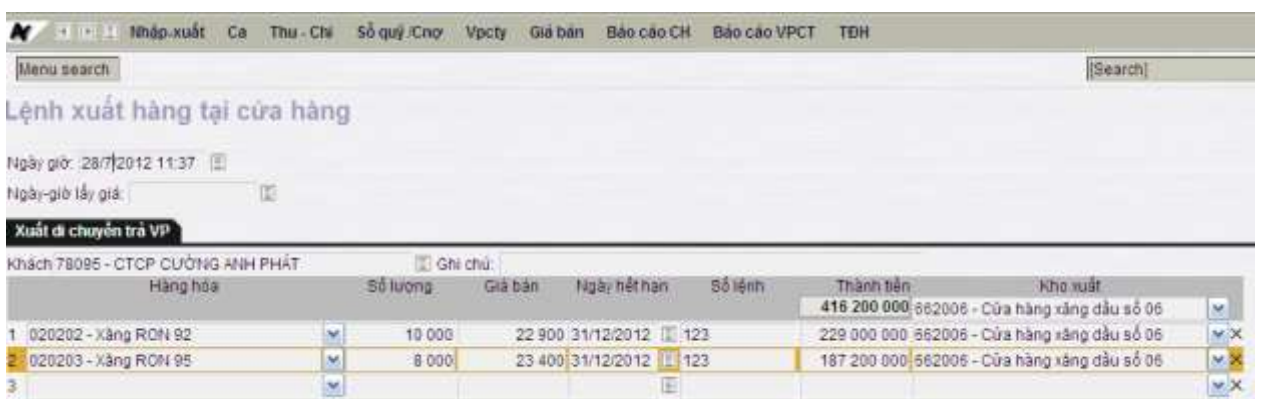 Nhập-xuất Ca Thu - Chi Sổ quỹ /Cnợ Vpcty Giá bán Báo cáo CH Báo cáo VPCT TĐH
Menu search [Search]
Lệnh xuất hàng tại cửa hàng
Ngày giờ: 28/7/2012 11:37
Ngày-giờ lấy giá:
Xuất di chuyển trả VP
Khách 78095 - CTCP CƯỜNG ANH PHÁT Ghi chú:
Hàng hóa Số lượng Giá bán Ngày hết hạn Số lệnh Thành tiền Kho xuất
416 200 000 662006 - Cửa hàng xăng dầu số 06
1 020202 - Xăng RON 92 10 000 22 900 31/12/2012 123 229 000 000 662006 - Cửa hàng xăng dầu số 06
2 020203 - Xăng RON 95 8 000 23 400 31/12/2012 123 187 200 000 662006 - Cửa hàng xăng dầu số 06
3